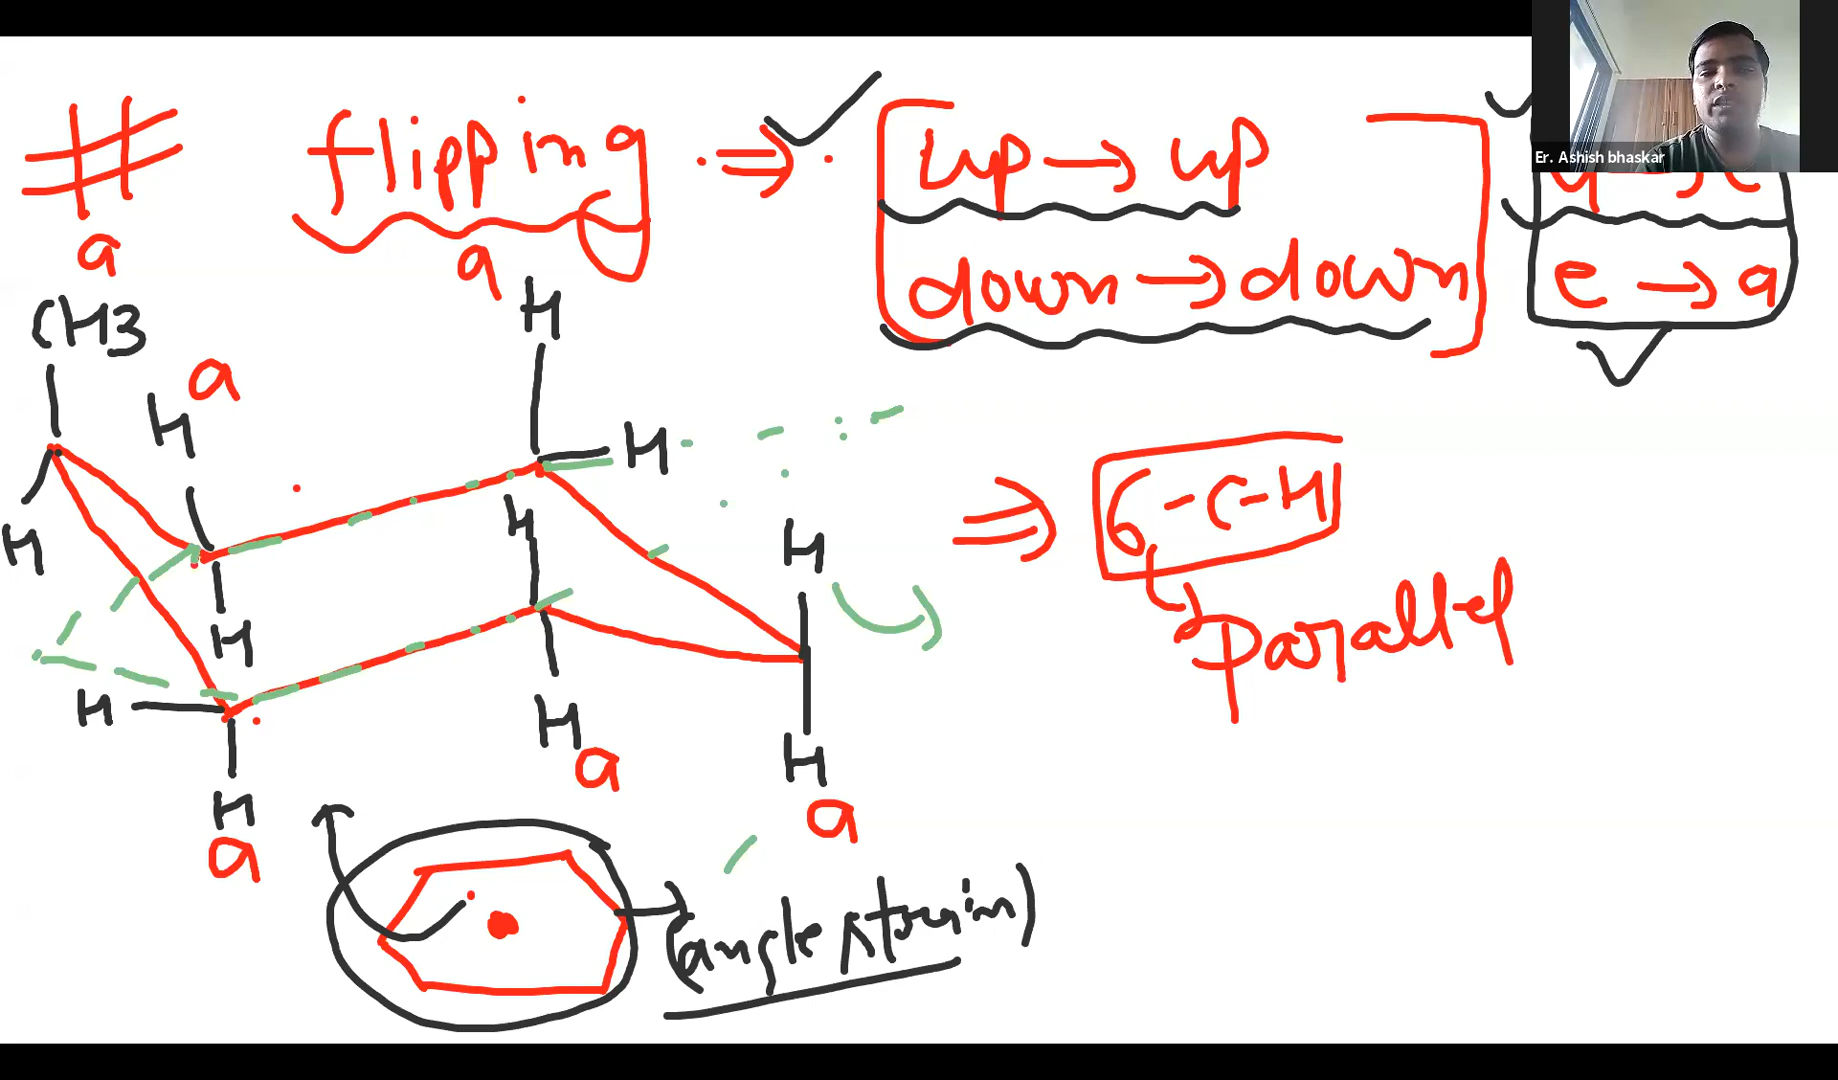 Er. Ashish bhaskar
# flipping ⇒ up → up
down → down
e → a
a
a
CH3
H
a
H
H
H
H
H
H
H
H
a
H
a
H
a
H
⇒ 6-C-H
Parallel
(angle strain)